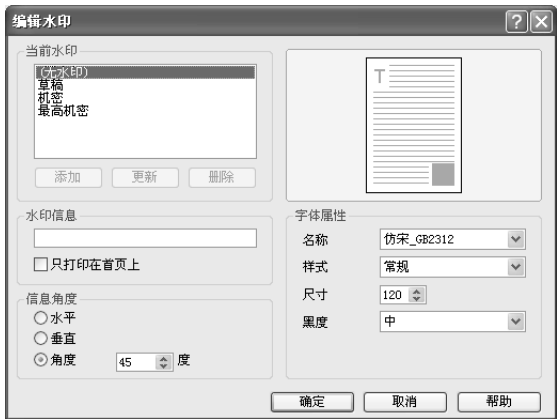 编辑水印
当前水印
(无水印)
草稿
机密
最高机密
添加 更新 删除
T
水印信息
只打印在首页上
信息角度
水平
垂直
角度 45 度
字体属性
名称 仿宋_GB2312
样式 常规
尺寸 120
黑度 中
确定 取消 帮助